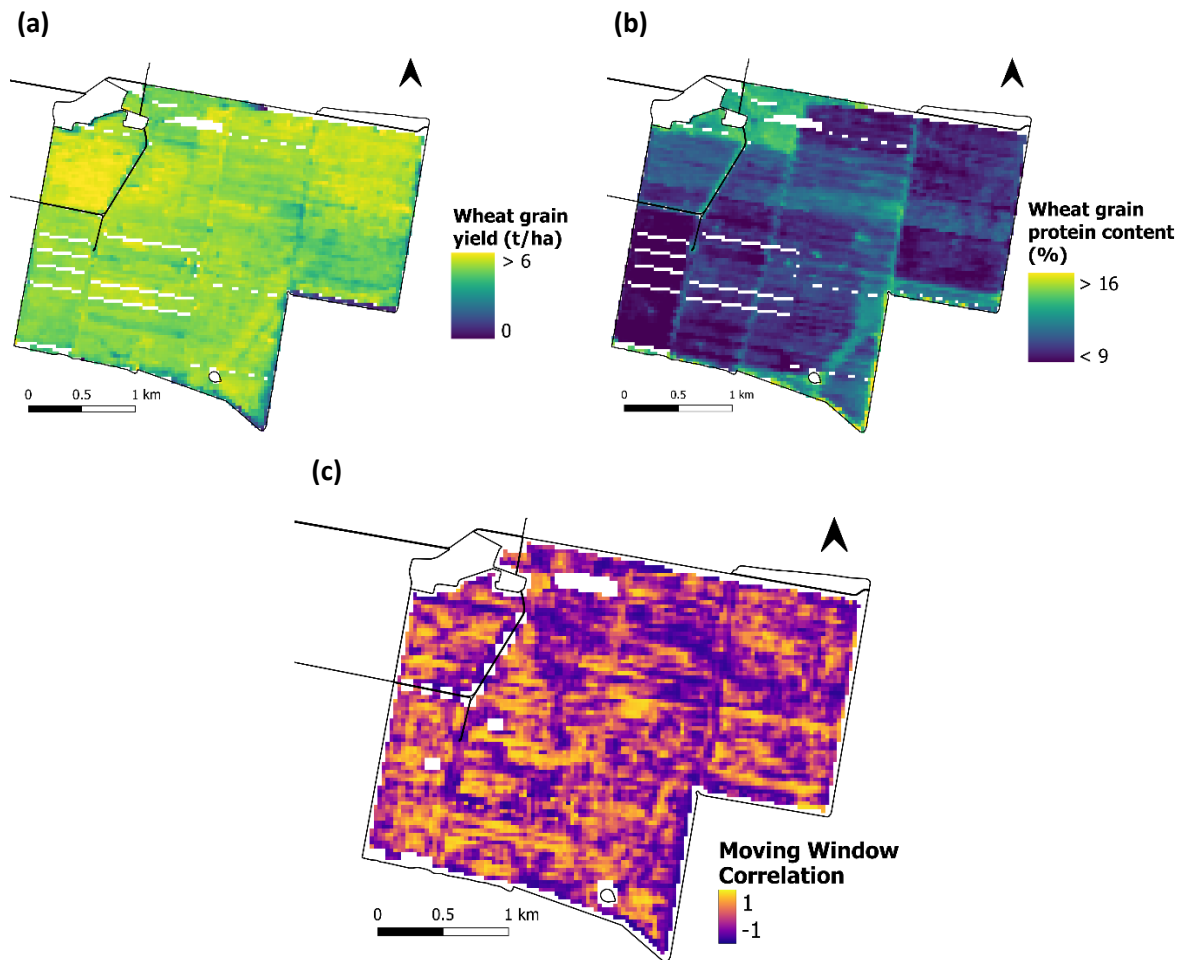 (a)
Wheat grain
yield (t/ha)
> 6
0
0 0.5 1 km
(b)
Wheat grain
protein content
(%)
> 16
< 9
0 0.5 1 km
(c)
Moving Window
Correlation
1
-1
0 0.5 1 km